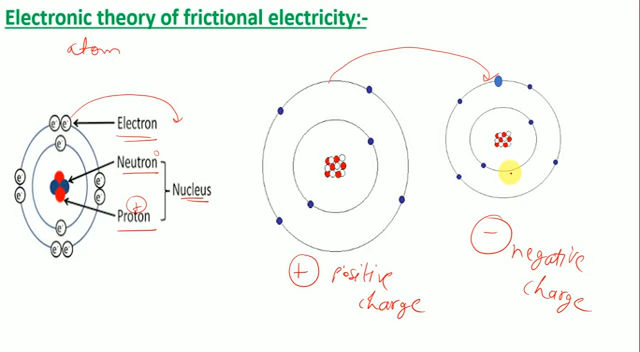 Electronic theory of frictional electricity:-
atom
e⁻ e⁻
Electron
e⁻
Neutron
o
e⁻
e⁻
e⁻
e⁻
Nucleus
+
Proton
e⁻
e⁻ e⁻
+ positive
charge
− negative
charge